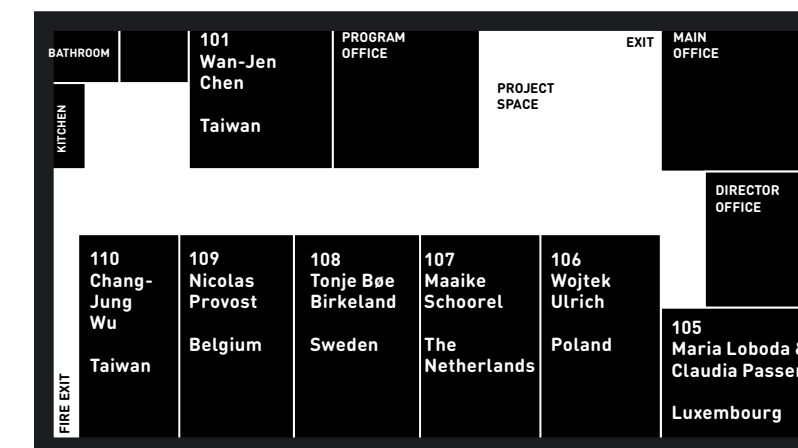 BATHROOM
101
Wan-Jen
Chen
Taiwan
PROGRAM
OFFICE
EXIT
PROJECT
SPACE
MAIN
OFFICE
KITCHEN
DIRECTOR
OFFICE
110
Chang-
Jung
Wu
Taiwan
109
Nicolas
Provost
Belgium
108
Tonje Bøe
Birkeland
Sweden
107
Maaike
Schoorel
The
Netherlands
106
Wojtek
Ulrich
Poland
105
Maria Loboda
Claudia
Luxembourg
FIRE EXIT